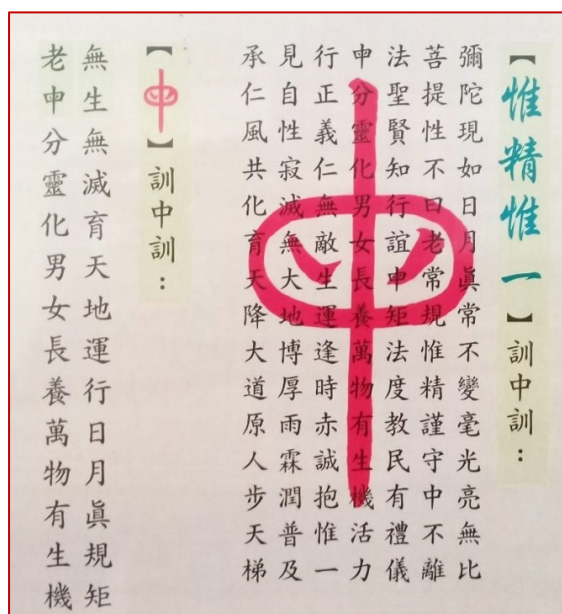 【惟精惟一】訓中訓：
彌陀現如日月眞常不變毫光亮無比
菩提性不曰老常規惟精謹守中不離
法聖賢知行誼申矩法度教民有禮儀
申分靈化男女長養萬物有生機活力
行正義仁無敵生運逢時赤誠抱惟一
見自性寂滅無大地博厚雨霖潤普及
承仁風共化育天降大道原人步天梯
【申】訓中訓：
無生無滅育天地運行日月眞規矩
老申分靈化男女長養萬物有生機